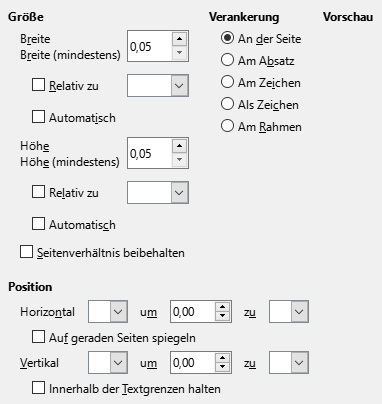 Größe
Breite
Breite (mindestens)
0,05
Relativ zu
Automatisch
Höhe
Höhe (mindestens)
0,05
Relativ zu
Automatisch
Seitenverhältnis beibehalten
Verankerung
An der Seite
Am Absatz
Am Zeichen
Als Zeichen
Am Rahmen
Vorschau
Position
Horizontal um 0,00 zu
Auf geraden Seiten spiegeln
Vertikal um 0,00 zu
Innerhalb der Textgrenzen halten